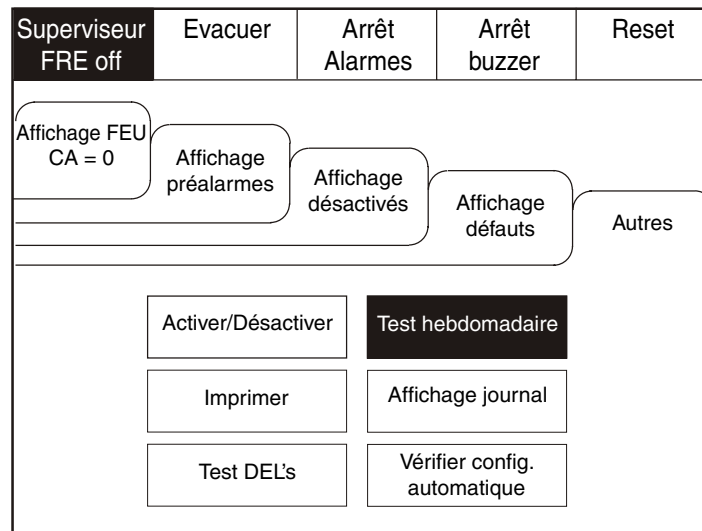 Superviseur
FRE off
Evacuer
Arrêt
Alarmes
Arrêt
buzzer
Reset
Affichage FEU
CA = 0
Affichage
préalarmes
Affichage
désactivés
Affichage
défauts
Autres
Activer/Désactiver
Test hebdomadaire
Imprimer
Affichage journal
Test DEL's
Vérifier config.
automatique